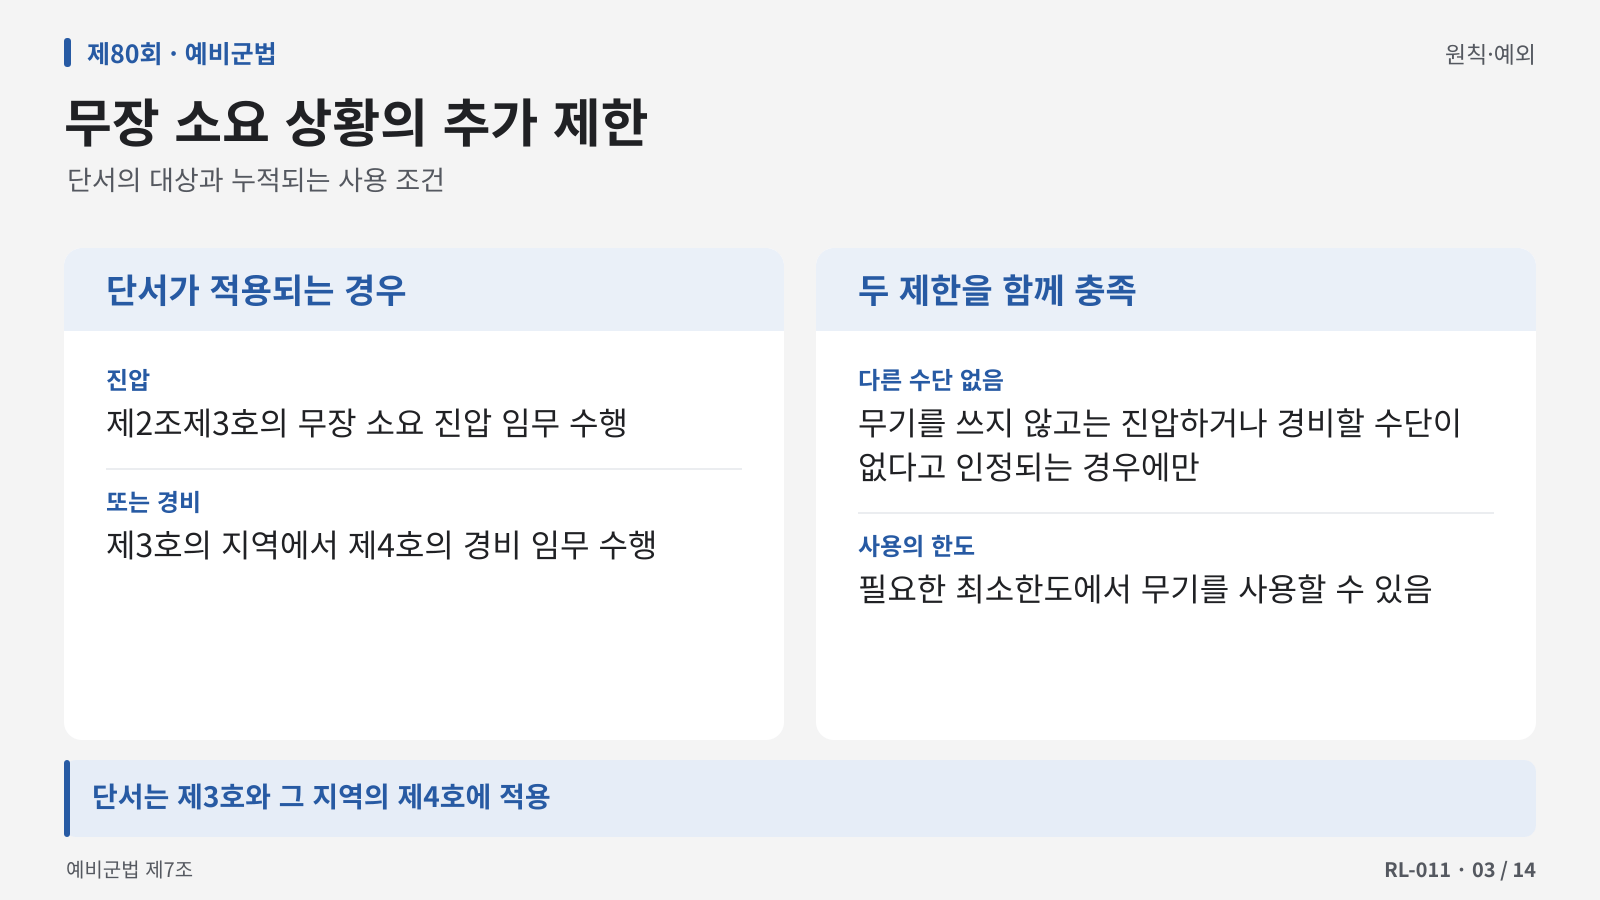 제80회 · 예비군법
원칙·예외
무장 소요 상황의 추가 제한
단서의 대상과 누적되는 사용 조건
단서가 적용되는 경우
진압
제2조제3호의 무장 소요 진압 임무 수행
또는 경비
제3호의 지역에서 제4호의 경비 임무 수행
두 제한을 함께 충족
다른 수단 없음
무기를 쓰지 않고는 진압하거나 경비할 수단이
없다고 인정되는 경우에만
사용의 한도
필요한 최소한도에서 무기를 사용할 수 있음
단서는 제3호와 그 지역의 제4호에 적용
예비군법 제7조
RL-011 · 03 / 14